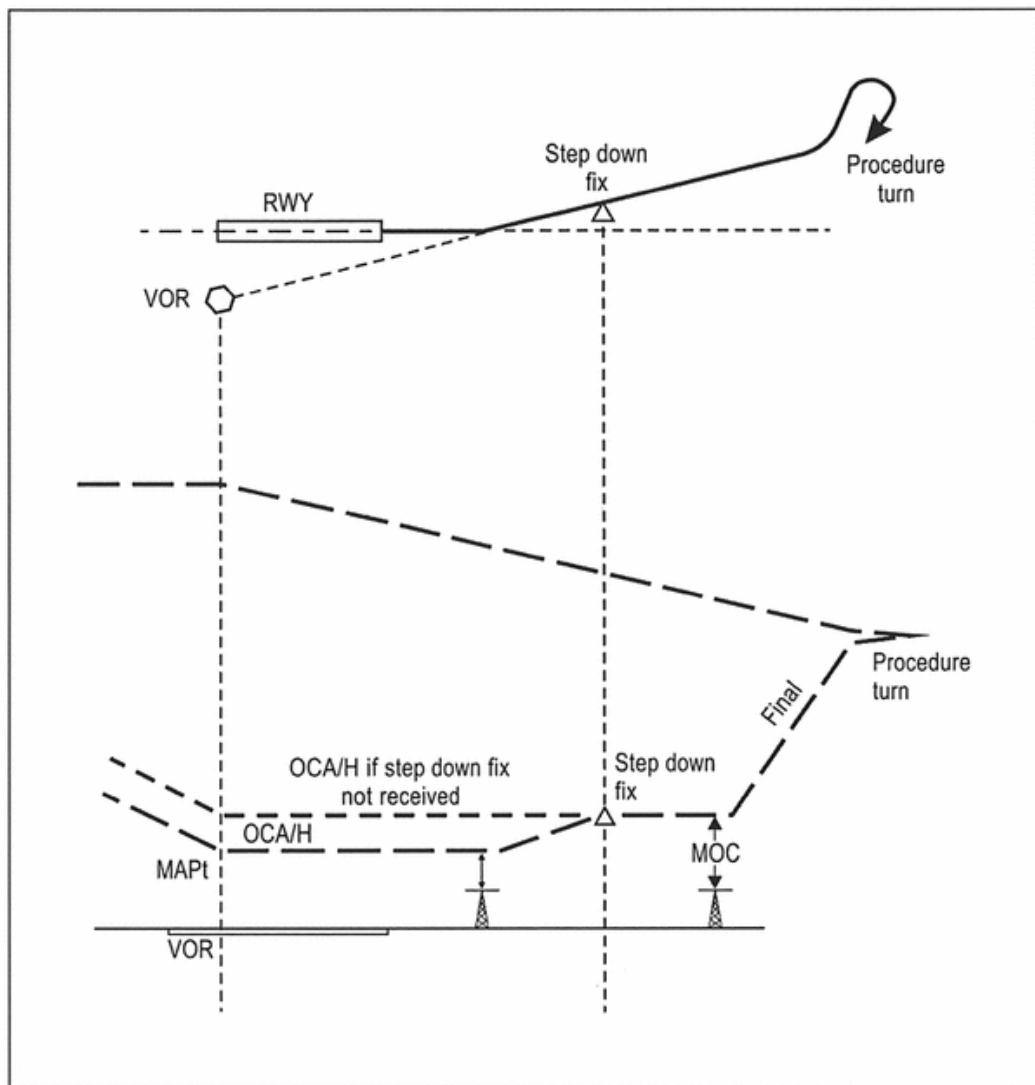 Step down
fix
Procedure
turn
RWY
VOR
Procedure
turn
Final
OCA/H if step down fix
not received
Step down
fix
OCA/H
MOC
MAPt
VOR